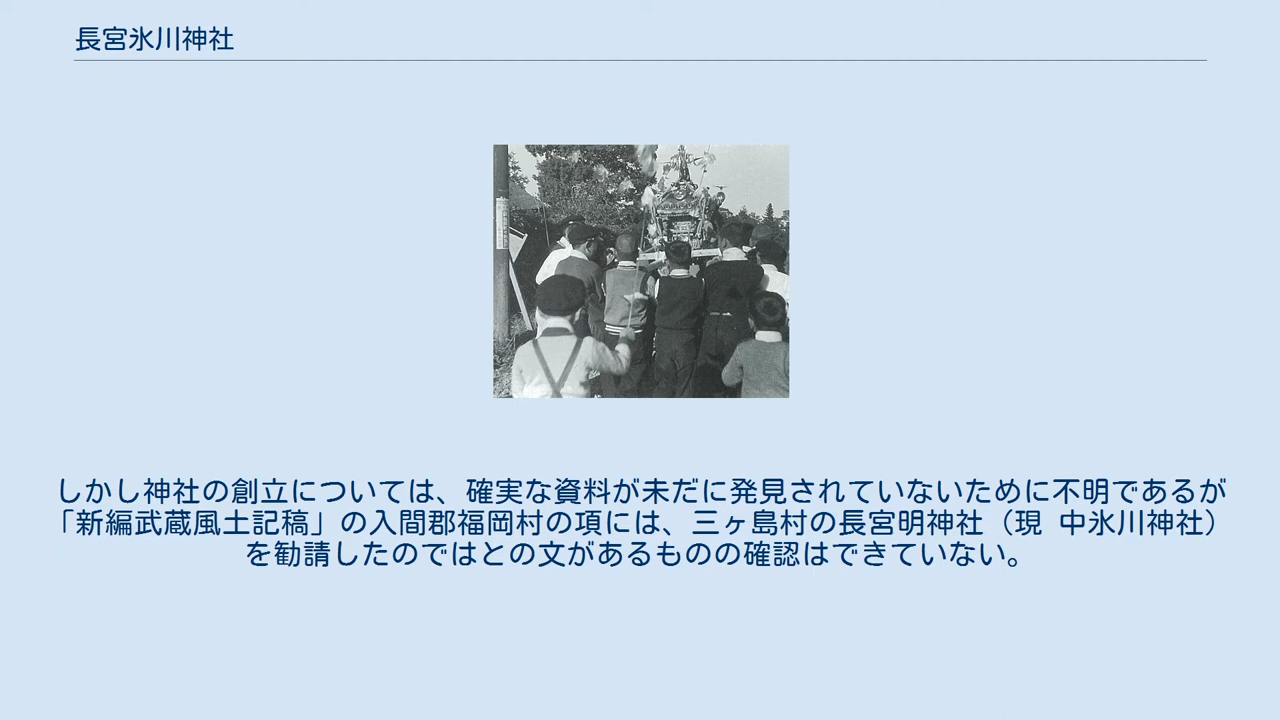 長宮氷川神社
しかし神社の創立については、確実な資料が未だに発見されていないために不明であるが
「新編武蔵風土記稿」の入間郡福岡村の項には、三ヶ島村の長宮明神社（現 中氷川神社）
を勧請したのではとの文があるものの確認はできていない。